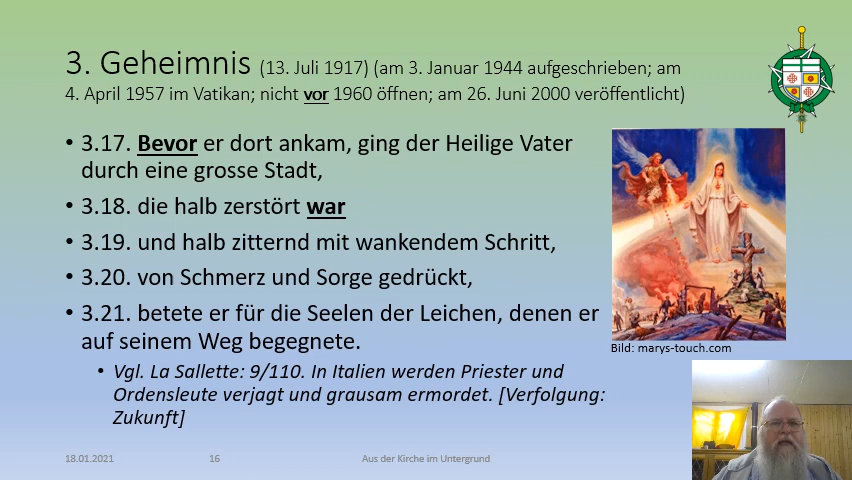 3. Geheimnis (13. Juli 1917) (am 3. Januar 1944 aufgeschrieben; am
4. April 1957 im Vatikan; nicht vor 1960 öffnen; am 26. Juni 2000 veröffentlicht)
• 3.17. Bevor er dort ankam, ging der Heilige Vater
durch eine grosse Stadt,
• 3.18. die halb zerstört war
• 3.19. und halb zitternd mit wankendem Schritt,
• 3.20. von Schmerz und Sorge gedrückt,
• 3.21. betete er für die Seelen der Leichen, denen er
auf seinem Weg begegnete.
• Vgl. La Sallette: 9/110. In Italien werden Priester und
Ordensleute verjagt und grausam ermordet. [Verfolgung:
Zukunft]
Bild: marys-touch.com
18.01.2021
16
Aus der Kirche im Untergrund